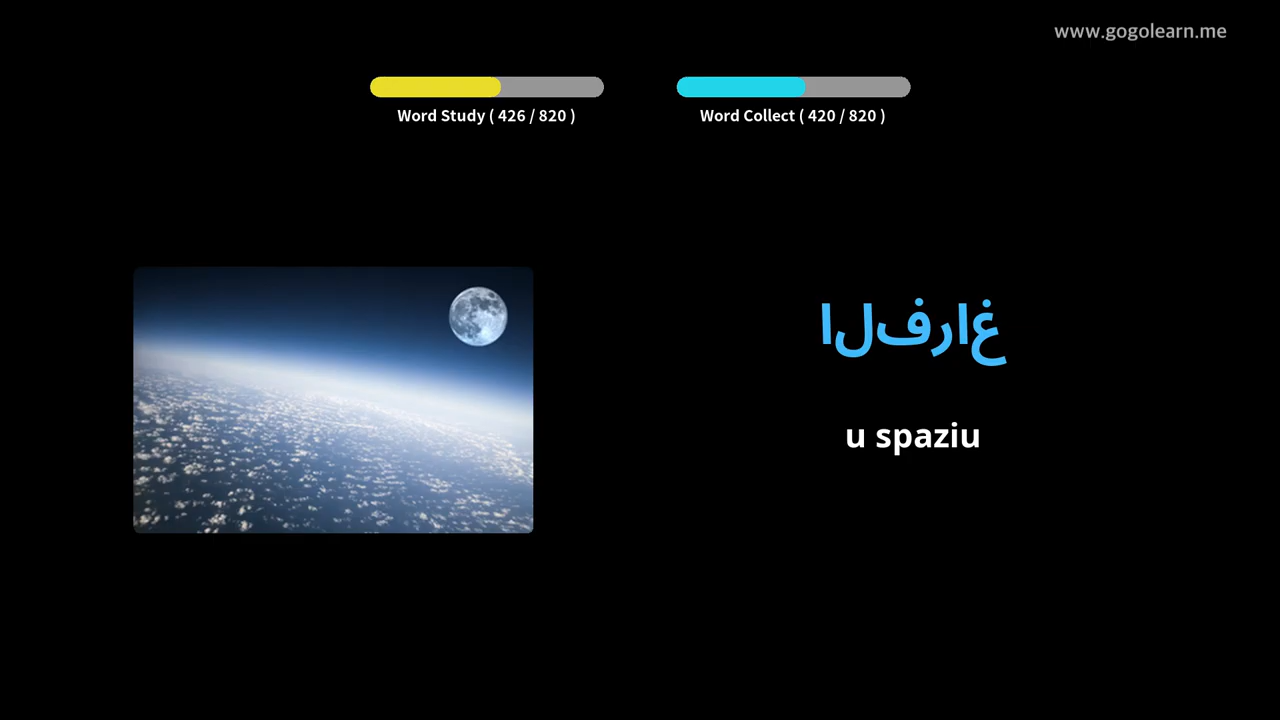 www.gogolearn.me
Word Study ( 426 / 820 )
Word Collect ( 420 / 820 )
الفراغ
u spaziu